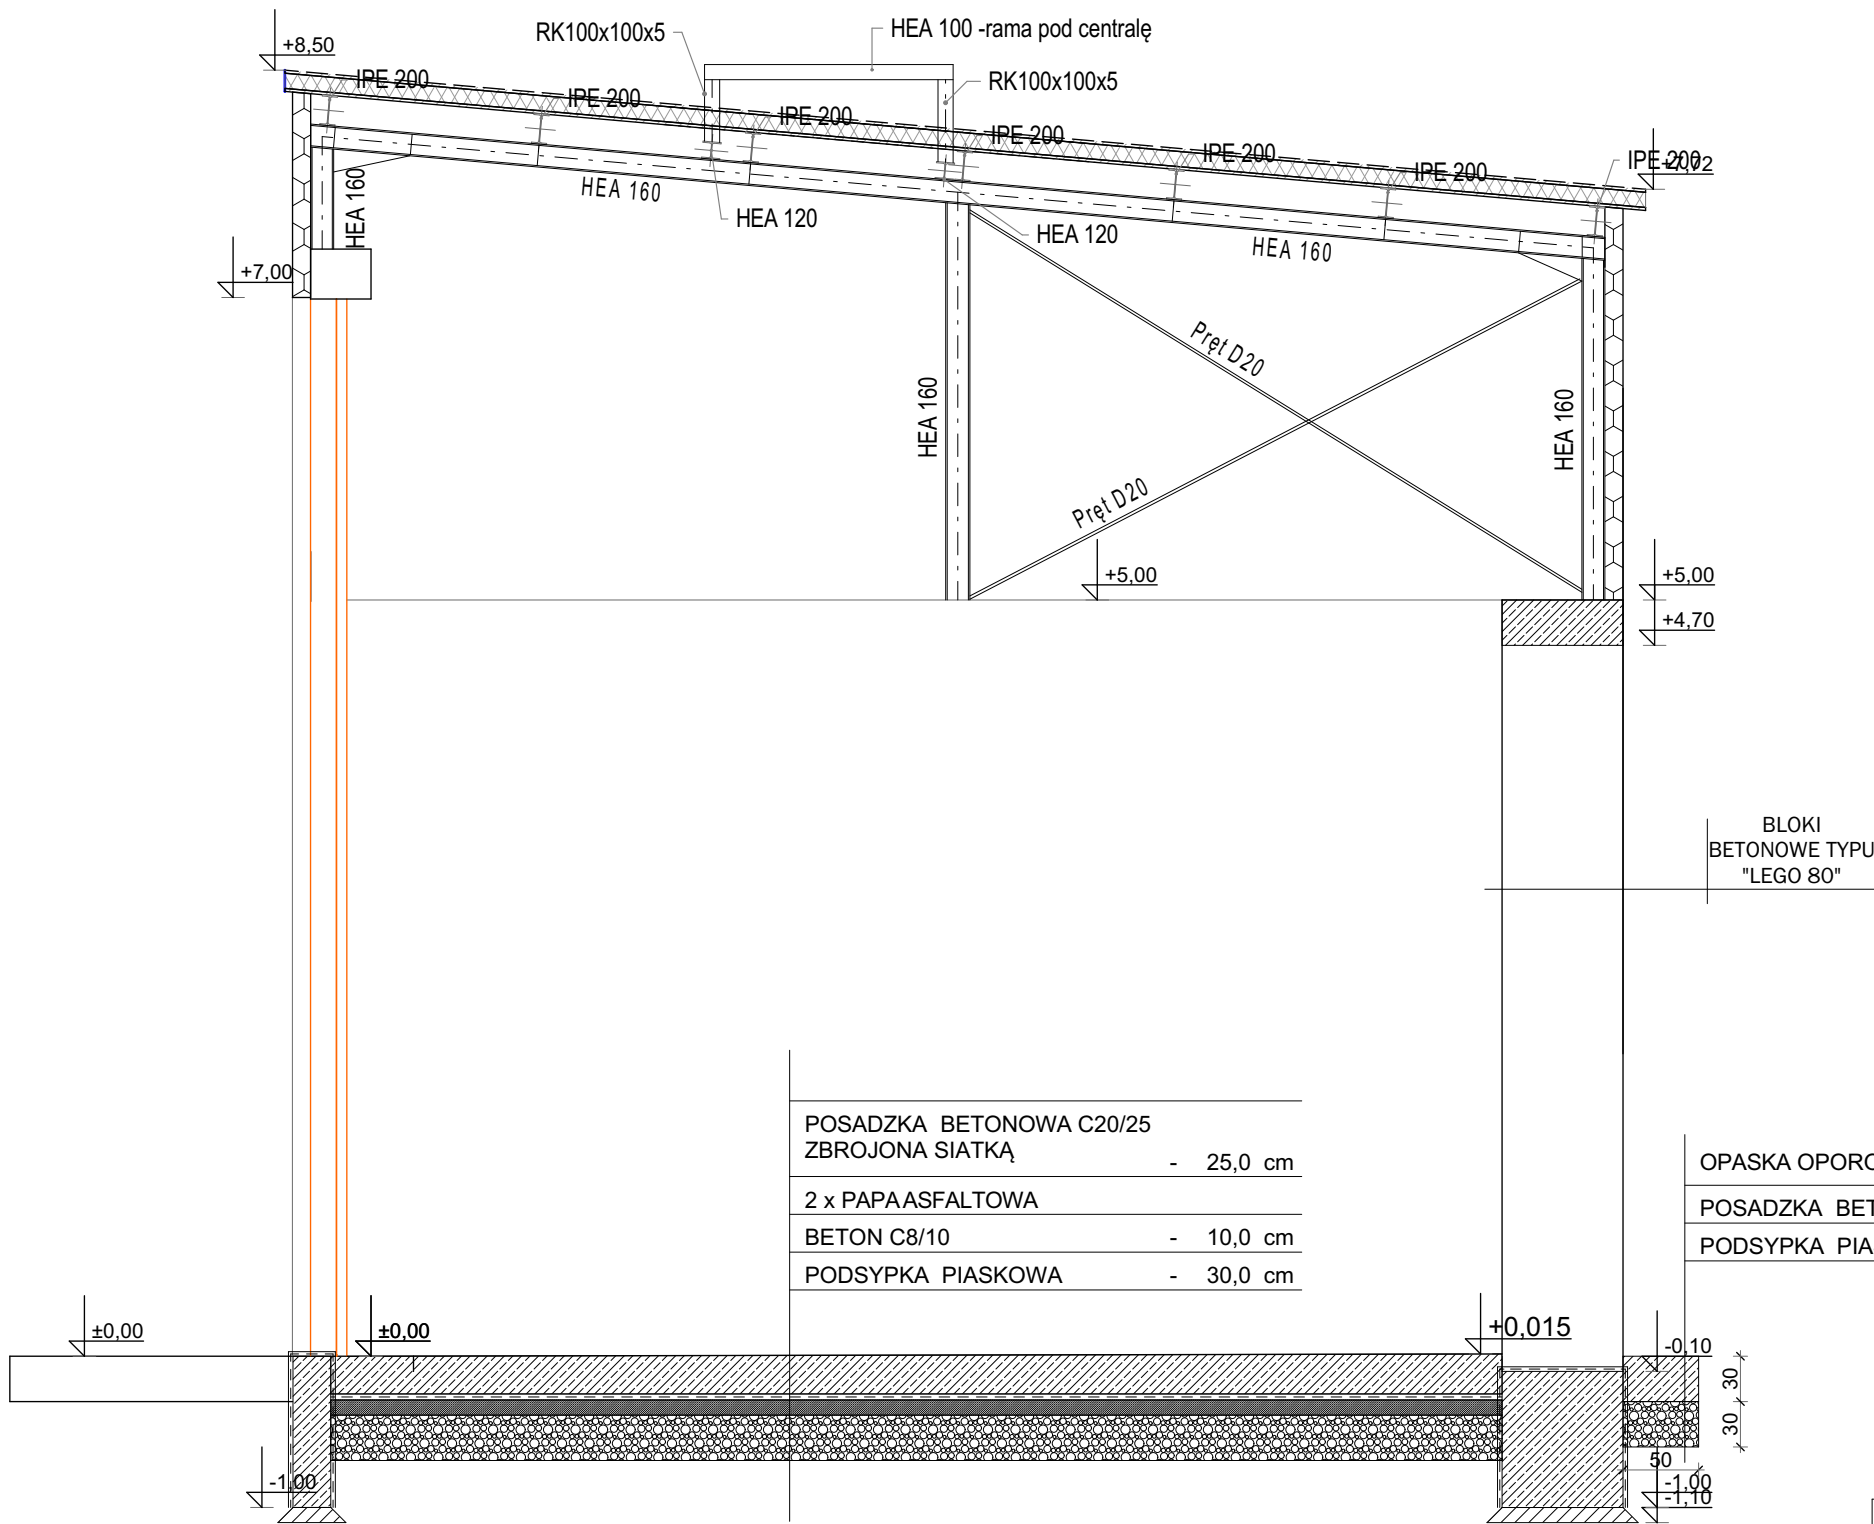 +8,50
RK100x100x5
HEA 100 -rama pod centralę
RK100x100x5
IPE 200
IPE 200
IPE 200
IPE 200
IPE 200
IPE 200
IPE 200
+7,72
HEA 160
HEA 160
HEA 120
HEA 120
HEA 160
+7,00
Pręt D20
HEA 160
HEA 160
Pręt D20
+5,00
+5,00
+4,70
BLOKI
BETONOWE TYPU
"LEGO 80"
POSADZKA BETONOWA C20/25
ZBROJONA SIATKĄ - 25,0 cm
2 x PAPA ASFALTOWA
BETON C8/10 - 10,0 cm
PODSYPKA PIASKOWA - 30,0 cm
OPASKA OPORO
POSADZKA BET
PODSYPKA PIA
±0,00
±0,00
+0,015
-0,10
30
30
50
-1,00
-1,00
-1,10